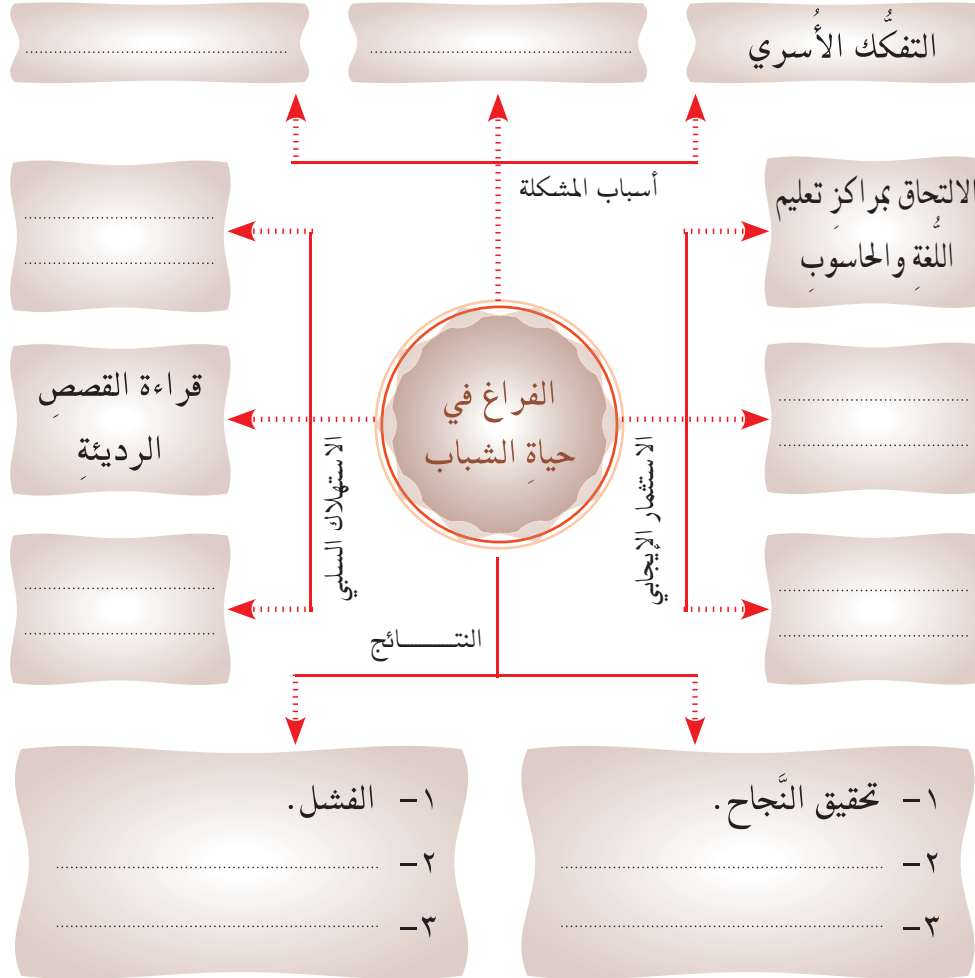 التفكُّك الأُسري
أسباب المشكلة
الالتحاق بمراكزِ تعليم
اللُّغةِ والحاسوبِ
الفراغ في
حياةِ الشباب
قراءة القصصِ
الرديئةِ
الاستثمار الإيجابي
الاستهلاك السلبي
النتـــــــائج
١- تحقيق النَّجاح.
٢-
٣-
١- الفشل.
٢-
٣-